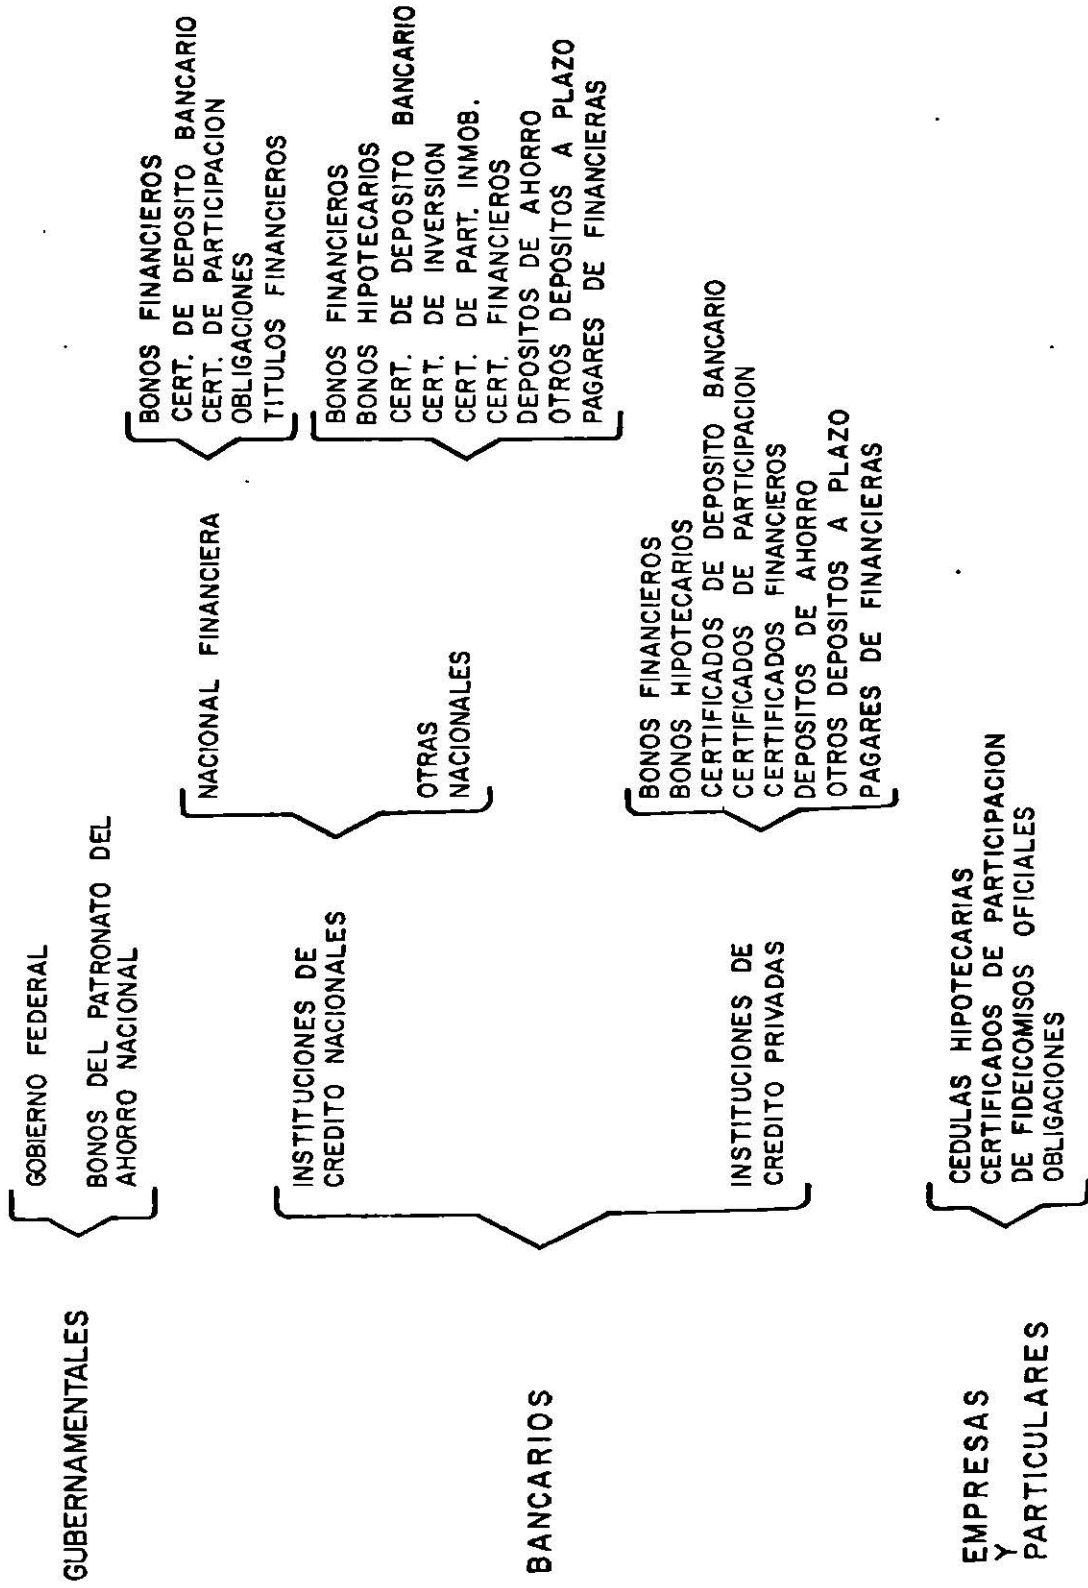 GUBERNAMENTALES
GOBIERNO FEDERAL
BONOS DEL PATRONATO DEL
AHORRO NACIONAL
BANCARIOS
INSTITUCIONES DE
CREDITO NACIONALES
NACIONAL FINANCIERA
BONOS FINANCIEROS
CERT. DE DEPOSITO BANCARIO
CERT. DE PARTICIPACION
OBLIGACIONES
TITULOS FINANCIEROS
OTRAS
NACIONALES
BONOS FINANCIEROS
BONOS HIPOTECARIOS
CERT. DE DEPOSITO BANCARIO
CERT. DE INVERSION
CERT. DE PART. INMOB.
CERT. FINANCIEROS
DEPOSITOS DE AHORRO
OTROS DEPOSITOS A PLAZO
PAGARES DE FINANCIERAS
INSTITUCIONES DE
CREDITO PRIVADAS
BONOS FINANCIEROS
BONOS HIPOTECARIOS
CERTIFICADOS DE DEPOSITO BANCARIO
CERTIFICADOS DE PARTICIPACION
CERTIFICADOS FINANCIEROS
DEPOSITOS DE AHORRO
OTROS DEPOSITOS A PLAZO
PAGARES DE FINANCIERAS
EMPRESAS
Y
PARTICULARES
CEDULAS HIPOTECARIAS
CERTIFICADOS DE PARTICIPACION
DE FIDEICOMISOS OFICIALES
OBLIGACIONES